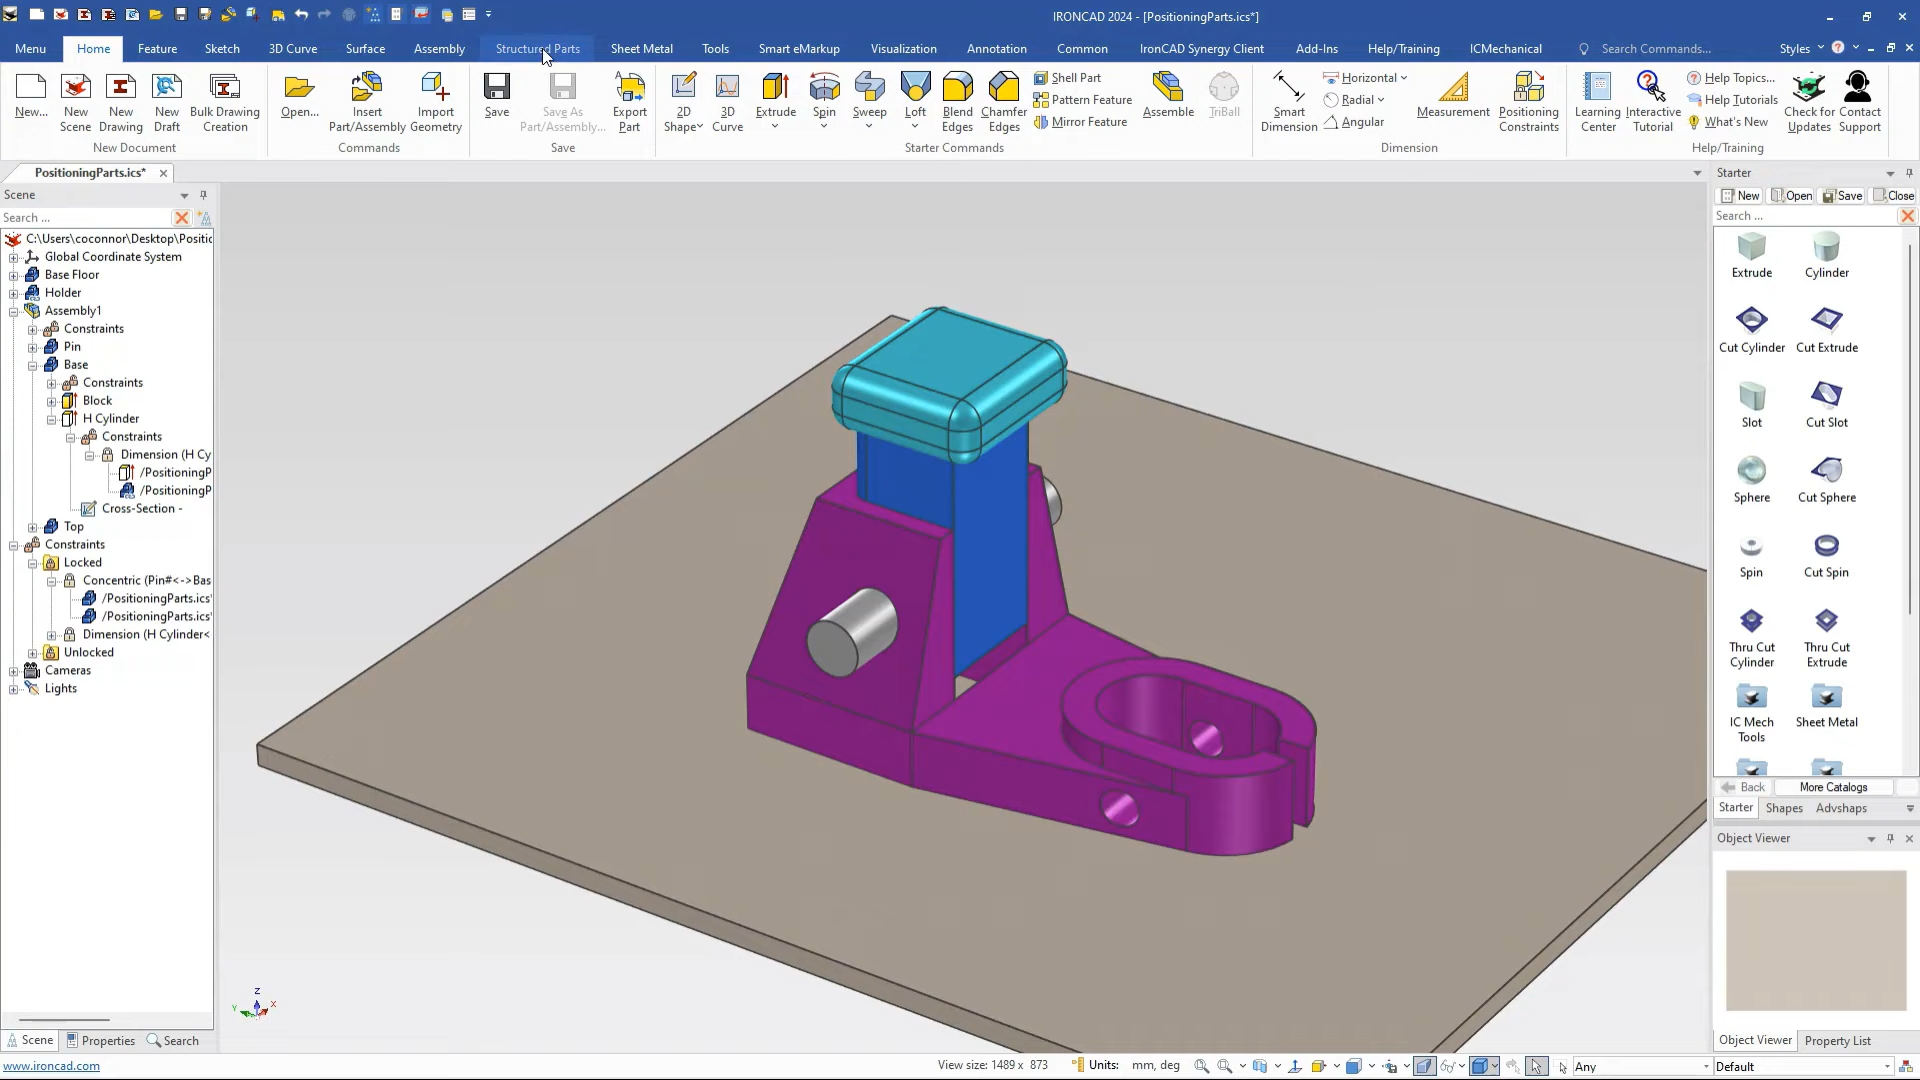 IRONCAD 2024 - [PositioningParts.ics*]
Menu Home Feature Sketch 3D Curve Surface Assembly Structured Parts Sheet Metal Tools Smart eMarkup Visualization Annotation Common IronCAD Synergy Client Add-Ins Help/Training ICMechanical Search Commands... Styles
New... New Scene New Drawing New Draft Bulk Drawing Creation
New Document
Open... Insert Part/Assembly Import Geometry
Commands
Save Save As Part/Assembly... Export Part
Save
2D Shape 3D Curve Extrude Spin Sweep Loft Blend Edges Chamfer Edges
Shell Part
Pattern Feature
Mirror Feature
Assemble TriBall
Starter Commands
Smart Dimension
Horizontal
Radial
Angular
Measurement Positioning Constraints
Dimension
Learning Center Interactive Tutorial
Help Topics...
Help Tutorials
What's New
Check for Updates Contact Support
Help/Training
PositioningParts.ics*
Scene
Search ...
C:\Users\coconnor\Desktop\Positic
Global Coordinate System
Base Floor
Holder
Assembly1
Constraints
Pin
Base
Constraints
Block
H Cylinder
Constraints
Dimension (H Cy
/PositioningP
/PositioningP
Cross-Section -
Top
Constraints
Locked
Concentric (Pin#<->Bas
/PositioningParts.ics'
/PositioningParts.ics'
Dimension (H Cylinder<
Unlocked
Cameras
Lights
Scene Properties Search
Z
Y X
Starter
New Open Save Close
Search ...
Extrude Cylinder
Cut Cylinder Cut Extrude
Slot Cut Slot
Sphere Cut Sphere
Spin Cut Spin
Thru Cut Cylinder Thru Cut Extrude
IC Mech Tools Sheet Metal
Back More Catalogs
Starter Shapes Advshaps
Object Viewer
Object Viewer Property List
www.ironcad.com
View size: 1489 x 873 Units: mm, deg Any Default